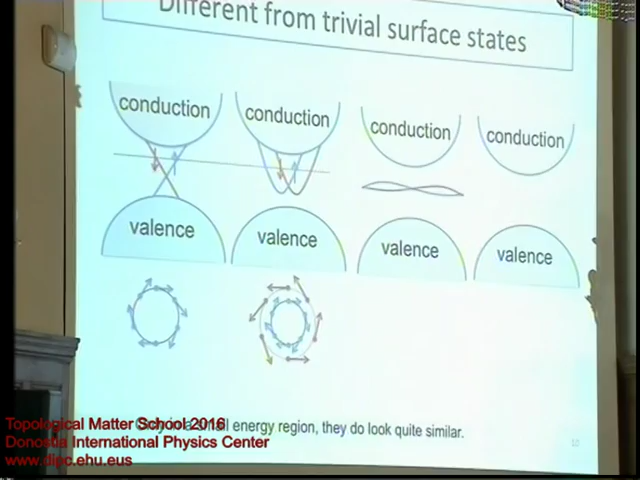 Different from trivial surface states
conduction
conduction
conduction
conduction
valence
valence
valence
valence
energy region, they do look quite similar.
Topological Matter School 2016
Donostia International Physics Center
www.dipc.ehu.eus